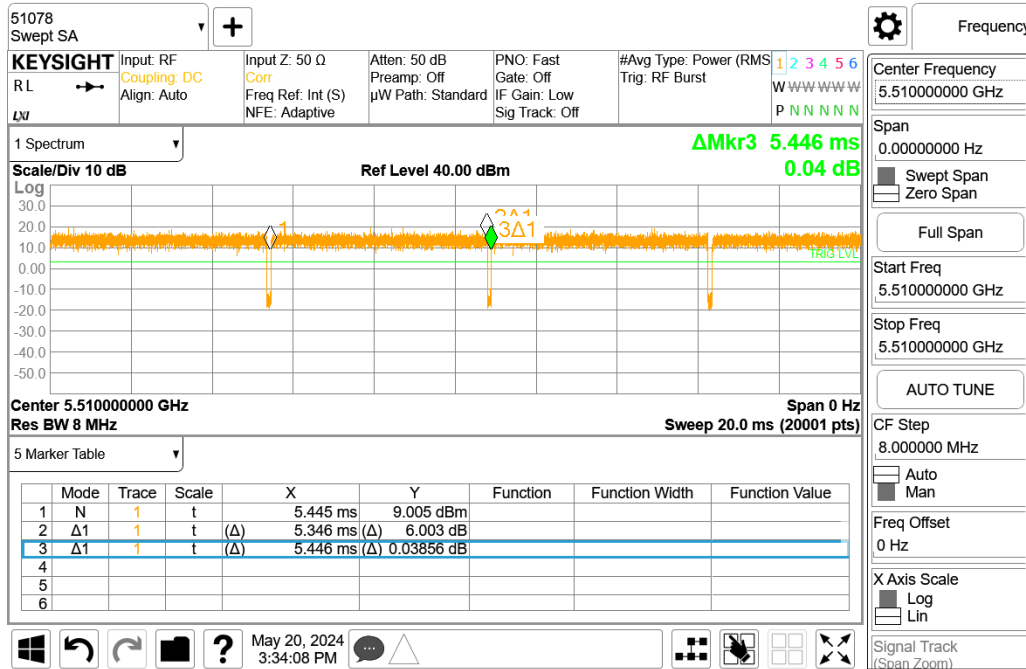 51078
Swept SA
KEYSIGHT
R L
LXI
Input: RF
Coupling: DC
Align: Auto
Input Z: 50 Ω
Corr
Freq Ref: Int (S)
NFE: Adaptive
Atten: 50 dB
Preamp: Off
µW Path: Standard
PNO: Fast
Gate: Off
IF Gain: Low
Sig Track: Off
#Avg Type: Power (RMS
Trig: RF Burst
1 2 3 4 5 6
W W W W W W
P N N N N N
1 Spectrum
ΔMkr3 5.446 ms
0.04 dB
Scale/Div 10 dB
Ref Level 40.00 dBm
Log
30.0
20.0
10.0
0.00
-10.0
-20.0
-30.0
-40.0
-50.0
1
2Δ1
3Δ1
TRIG LVL
Center 5.510000000 GHz
Span 0 Hz
Res BW 8 MHz
Sweep 20.0 ms (20001 pts)
5 Marker Table
Mode Trace Scale X Y Function Function Width Function Value
1 N 1 t 5.445 ms 9.005 dBm
2 Δ1 1 t (Δ) 5.346 ms (Δ) 6.003 dB
3 Δ1 1 t (Δ) 5.446 ms (Δ) 0.03856 dB
4
5
6
May 20, 2024
3:34:08 PM
?
Frequency
Center Frequency
5.510000000 GHz
Span
0.00000000 Hz
Swept Span
Zero Span
Full Span
Start Freq
5.510000000 GHz
Stop Freq
5.510000000 GHz
AUTO TUNE
CF Step
8.000000 MHz
Auto
Man
Freq Offset
0 Hz
X Axis Scale
Log
Lin
Signal Track
(Span Zoom)